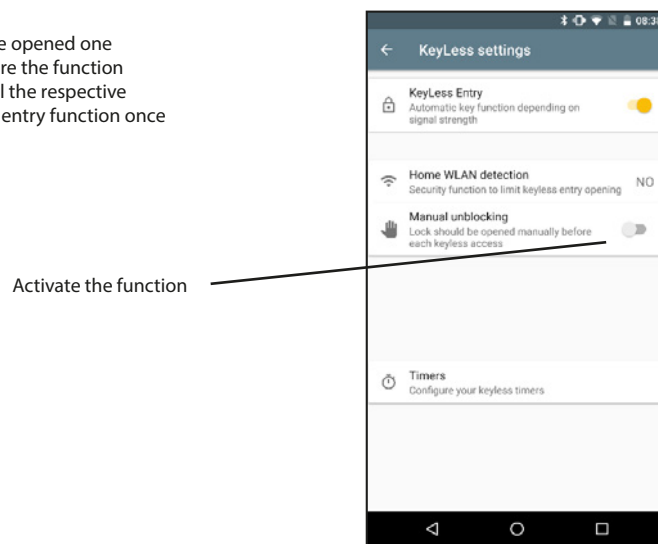 e opened one
re the function
l the respective
entry function once
Activate the function
08:38
KeyLess settings
KeyLess Entry
Automatic key function depending on
signal strength
Home WLAN detection
Security function to limit keyless entry opening
NO
Manual unblocking
Lock should be opened manually before
each keyless access
Timers
Configure your keyless timers